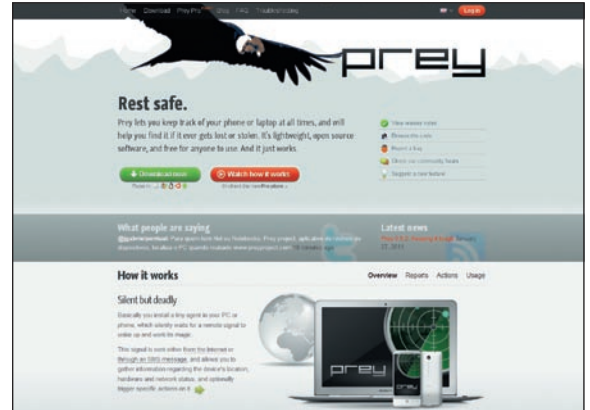 Home Download Prey Pro Blog FAQ Troubleshooting
Log in
prey
Rest safe.
Prey lets you keep track of your phone or laptop at all times, and will
help you find it if it ever gets lost or stolen. It's lightweight, open source
software, and free for anyone to use. And it just works.
Download now
Watch how it works
View release notes
Browse the code
Report a bug
Suggest a new feature
What people are saying
Latest news
How it works
Overview Reports Actions Usage
Silent but deadly
Basically you install a tiny agent in your PC or
phone, which silently waits for a remote signal to
wake up and work its magic.
This signal is sent either from the Internet or
through an SMS message, and allows you to
gather information regarding the device's location,
hardware and network status, and optionally
trigger specific actions on it.
prey